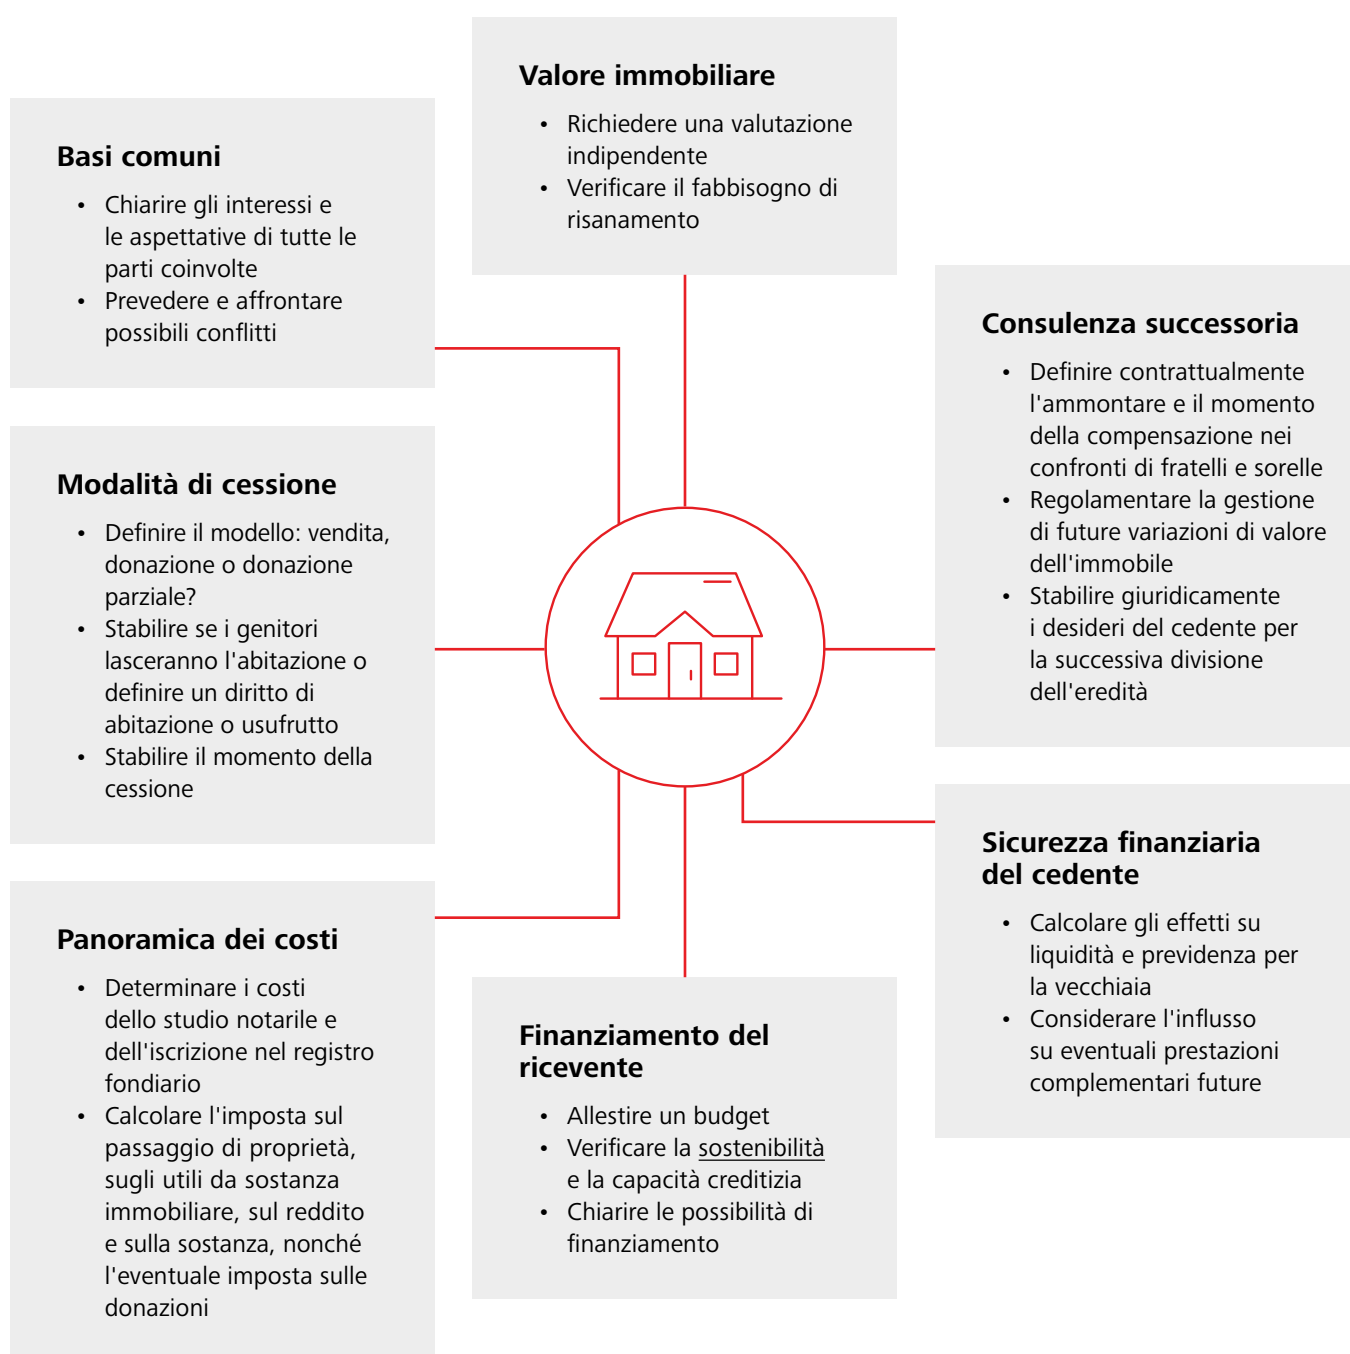 Valore immobiliare
• Richiedere una valutazione
indipendente
• Verificare il fabbisogno di
risanamento
Basi comuni
• Chiarire gli interessi e
le aspettative di tutte le
parti coinvolte
• Prevedere e affrontare
possibili conflitti
Consulenza successoria
• Definire contrattualmente
l'ammontare e il momento
della compensazione nei
confronti di fratelli e sorelle
• Regolamentare la gestione
di future variazioni di valore
dell'immobile
• Stabilire giuridicamente
i desideri del cedente per
la successiva divisione
dell'eredità
Modalità di cessione
• Definire il modello: vendita,
donazione o donazione
parziale?
• Stabilire se i genitori
lasceranno l'abitazione o
definire un diritto di
abitazione o usufrutto
• Stabilire il momento della
cessione
Sicurezza finanziaria
del cedente
• Calcolare gli effetti su
liquidità e previdenza per
la vecchiaia
• Considerare l'influsso
su eventuali prestazioni
complementari future
Panoramica dei costi
• Determinare i costi
dello studio notarile e
dell'iscrizione nel registro
fondiario
• Calcolare l'imposta sul
passaggio di proprietà,
sugli utili da sostanza
immobiliare, sul reddito
e sulla sostanza, nonché
l'eventuale imposta sulle
donazioni
Finanziamento del
ricevente
• Allestire un budget
• Verificare la sostenibilità
e la capacità creditizia
• Chiarire le possibilità di
finanziamento